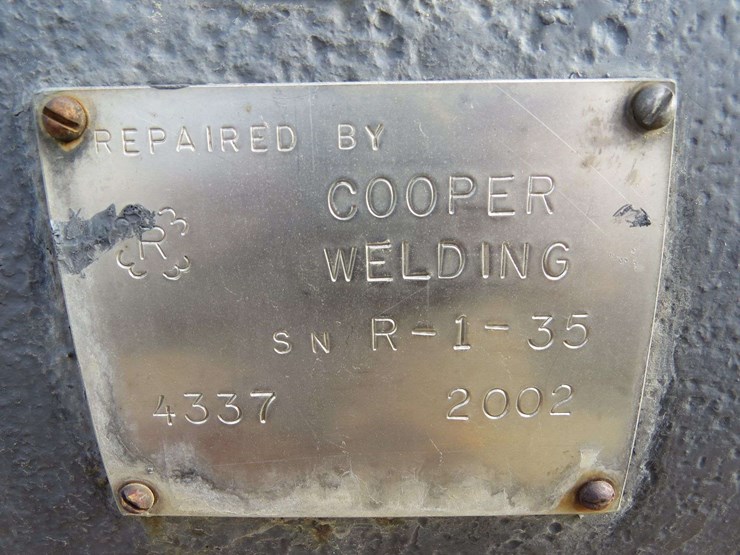 REPAIRED BY
COOPER
R
WELDING
SN R-1-35
4337 2002